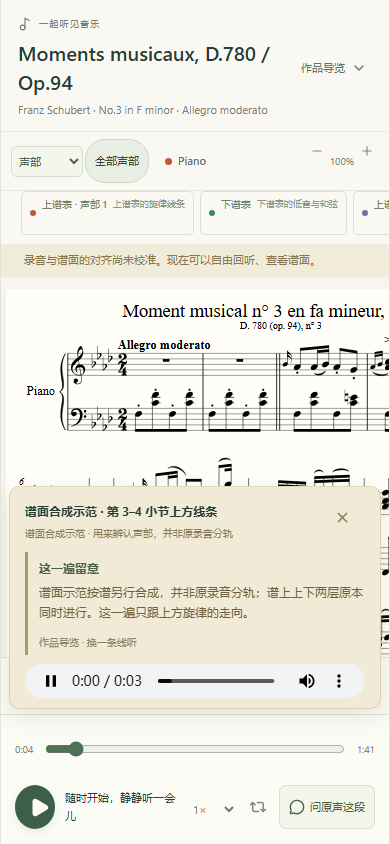 一起听见音乐
Moments musicaux, D.780 /
Op.94
作品导览
Franz Schubert · No.3 in F minor · Allegro moderato
声部
全部声部
Piano
100%
上谱表 · 声部 1 上谱表的旋律线条
下谱表 下谱表的低音与和弦
录音与谱面的对齐尚未校准。现在可以自由回听、查看谱面。
Moment musical n° 3 en fa mineur,
D. 780 (op. 94), n° 3
Allegro moderato
Piano
谱面合成示范 · 第 3–4 小节上方线条
谱面合成示范 · 用来辨认声部，并非原录音分轨
这一遍留意
谱面示范按谱另行合成，并非原录音分轨；谱上上下两层原本
同时进行。这一遍只跟上方旋律的走向。
作品导览 · 换一条线听
0:00 / 0:03
0:04
1:41
随时开始，静静听一会
儿
1×
问原声这段